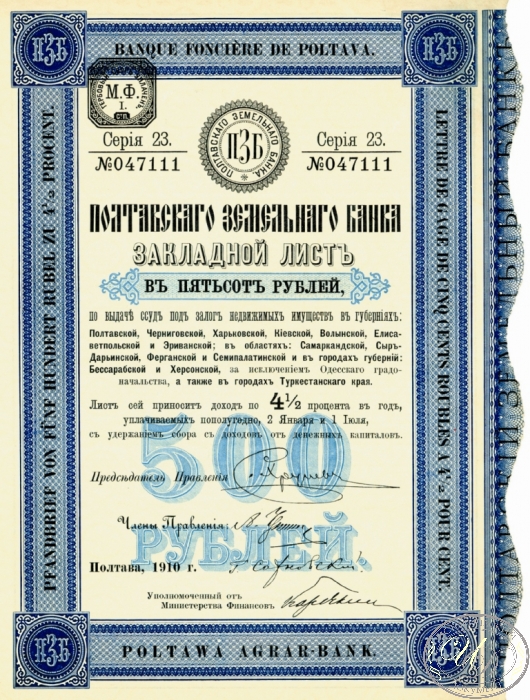 ПЗБ
BANQUE FONCIÈRE DE POLTAVA.
ПЗБ
М.Ф.
I.
Серія 23.
Серія 23.
№047111
№047111
ПОЛТАВСКАГО ЗЕМЕЛЬНАГО БАНКА
ПЗБ
ПОЛТАВСКАГО ЗЕМЕЛЬНАГО БАНКА
ЗАКЛАДНОЙ ЛИСТЪ
ВЪ ПЯТЬСОТЪ РУБЛЕЙ,
по выдачѣ ссудъ подъ залогъ недвижимыхъ имуществъ въ губерніяхъ:
Полтавской, Черниговской, Харьковской, Кіевской, Волынской, Елиса-
ветпольской и Эриванской; въ областяхъ: Самаркандской, Сыръ-
Дарьинской, Ферганской и Семипалатинской и въ городахъ губерній:
Бессарабской и Херсонской, за исключеніемъ Одесскаго градо-
начальства, а также въ городахъ Туркестанскаго края.
Листъ сей приноситъ доходъ по 4½ процента въ годъ,
уплачиваемыхъ пополугодно, 2 Января и 1 Іюля,
съ удержаніемъ сбора съ доходовъ отъ денежныхъ капиталовъ.
500
РУБЛЕЙ.
Предсѣдатель Правленія
Члены Правленія:
Полтава, 1910 г.
Уполномоченный отъ
Министерства Финансовъ
PFANDBRIEF VON FÜNF HUNDERT RUBEL ZU 4½ PROCENT.
LETTRE DE GAGE DE CINQ CENTS ROUBLES A 4½ POUR CENT.
ПЗБ
POLTAWA AGRAR-BANK.
ПЗБ